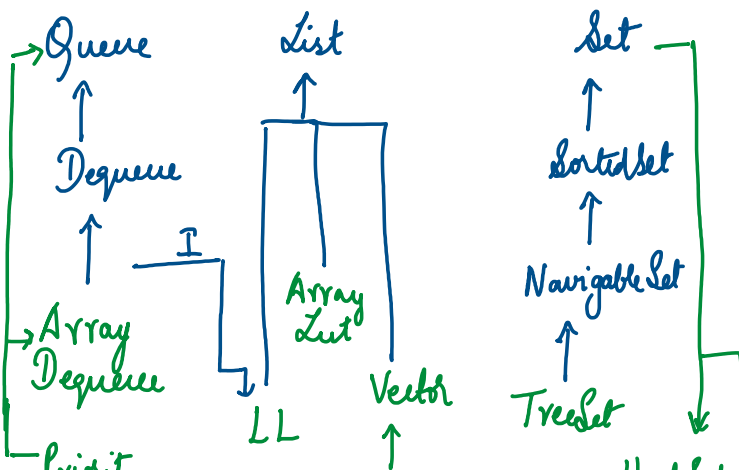 Queue
List
Set
Dequeue
SortedSet
I
NavigableSet
Array
List
Array
Dequeue
Vector
TreeSet
LL